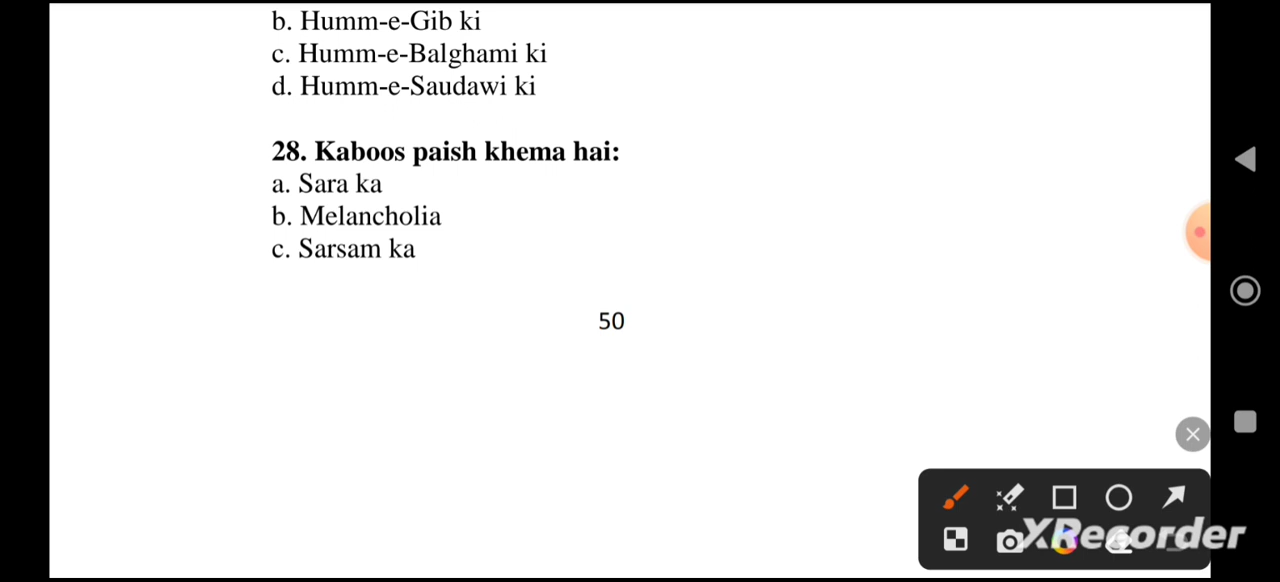 b. Humm-e-Gib ki
c. Humm-e-Balghami ki
d. Humm-e-Saudawi ki
28. Kaboos paish khema hai:
a. Sara ka
b. Melancholia
c. Sarsam ka
50
XRecorder